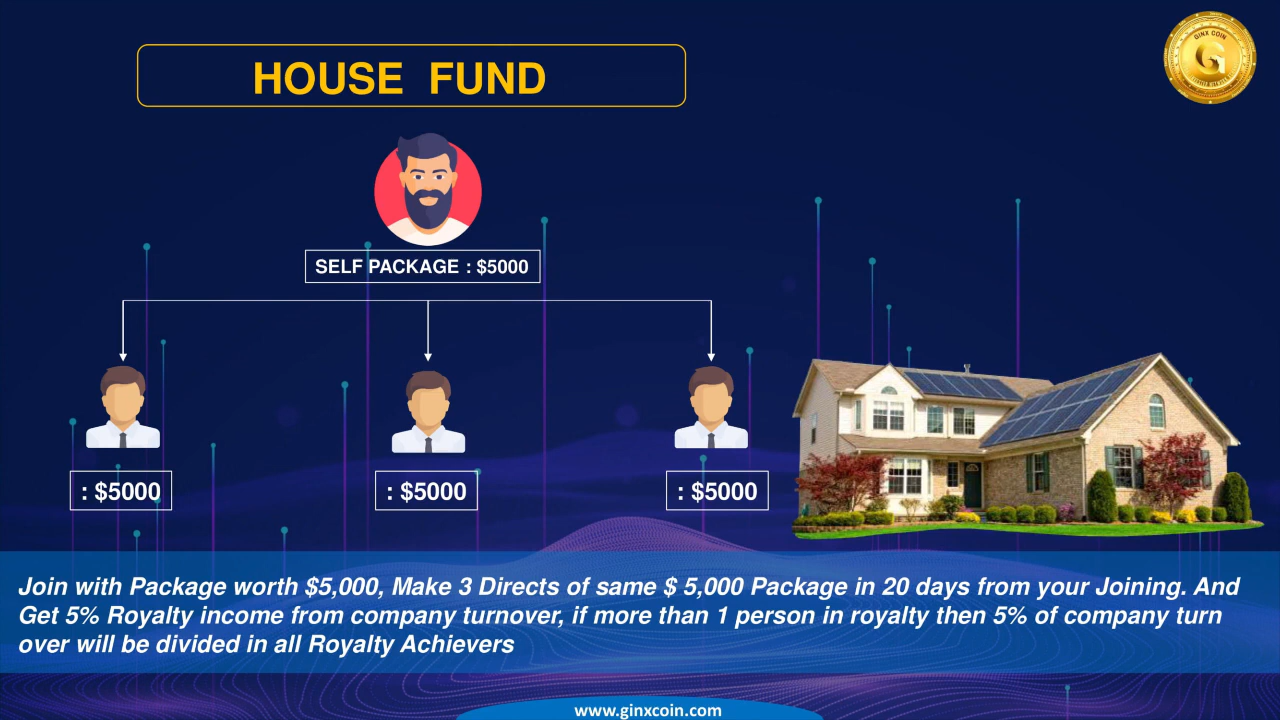 GINX COIN
HOUSE FUND
SELF PACKAGE : $5000
: $5000
: $5000
: $5000
Join with Package worth $5,000, Make 3 Directs of same $ 5,000 Package in 20 days from your Joining. And
Get 5% Royalty income from company turnover, if more than 1 person in royalty then 5% of company turn
over will be divided in all Royalty Achievers
www.ginxcoin.com